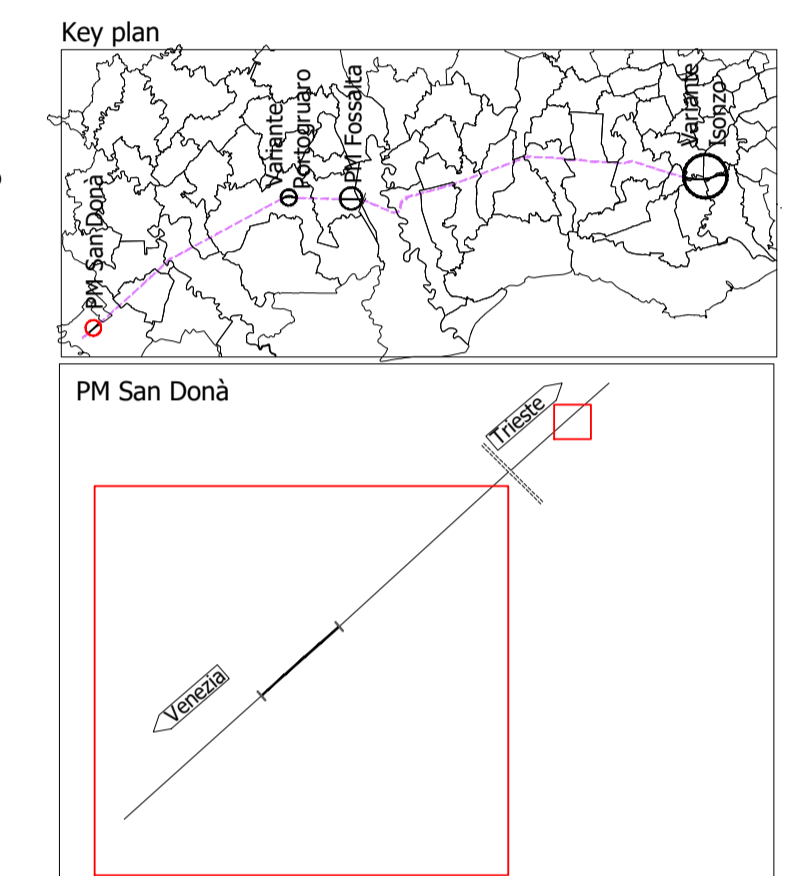 Key plan
PM San Donà
Variante
Portogruaro
PM Fossalta
Variante
Isonzo
PM San Donà
Trieste
Venezia